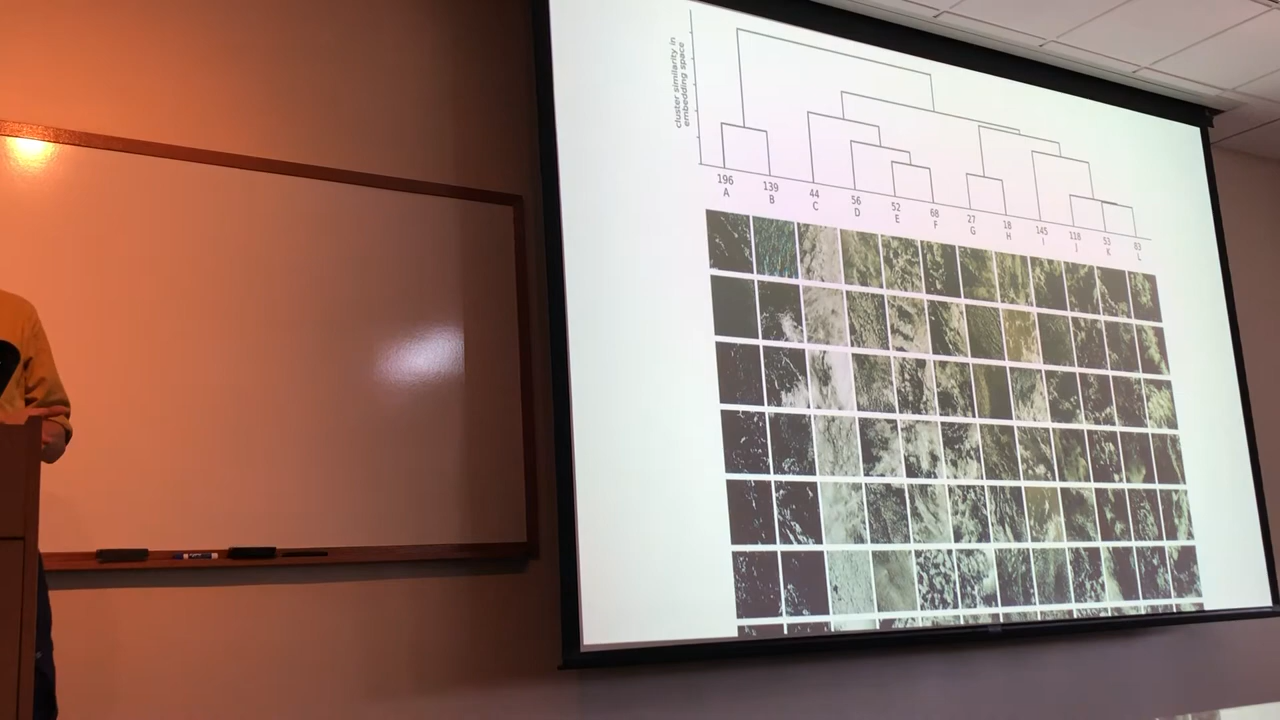 cluster similarity in
embedding space
196 139 44 56 52 68 27 18 145 118 53 83
A B C D E F G H I J K L